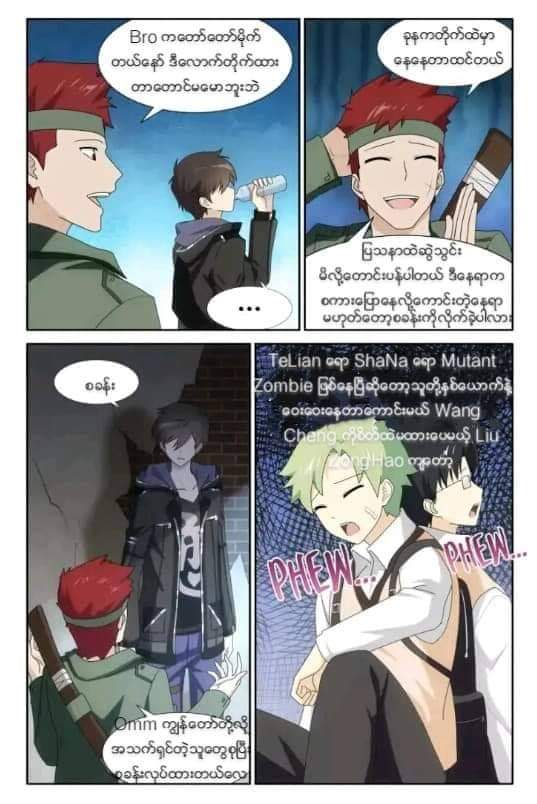 Bro ကတော်တော်မိုက်
တယ်နော် ဒီလောက်တိုက်ထား
တာတောင်မမောဘူးဘဲ
...
ခုနကတိုက်ထဲမှာ
နေနေတာထင်တယ်
ပြသနာထဲဆွဲသွင်း
မိလို့တောင်းပန်ပါတယ် ဒီနေရာက
စကားပြောနေလို့ကောင်းတဲ့နေရာ
မဟုတ်တော့စခန်းကိုလိုက်ခဲ့ပါလား
စခန်း
Omm ကျွန်တော်တို့လို
အသက်ရှင်တဲ့သူတွေစုပြီး
စခန်းလုပ်ထားတယ်လေ
TeLian ရော ShaNa ရော Mutant
Zombie ဖြစ်နေပြီဆိုတော့သူတို့နှစ်ယောက်နဲ့
ဝေးဝေးနေတာကောင်းမယ် Wang
Cheng ကိုစိတ်ထဲမထားပေမယ့် Liu
DongHao ကျတော့
PHEW...
PHEW...